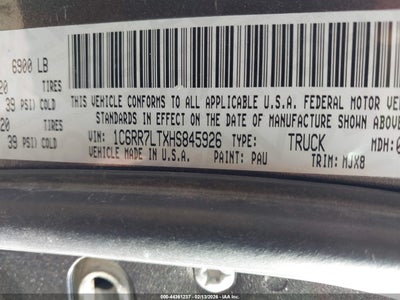 6900 LB
20 TIRES
39 PSI) COLD
20 TIRES
39 PSI) COLD
THIS VEHICLE CONFORMS TO ALL APPLICABLE U.S.A. FEDERAL MOTOR VEH
STANDARDS IN EFFECT ON THE DATE OF MANUFACTURE SHOWN ABOVE
VIN: 1C6RR7LTXHS845926 TYPE: TRUCK MDH:0
VEHICLE MADE IN U.S.A. PAINT: PAU TRIM: MJX8
000-44361257 - 02/13/2026 - IAA Inc.